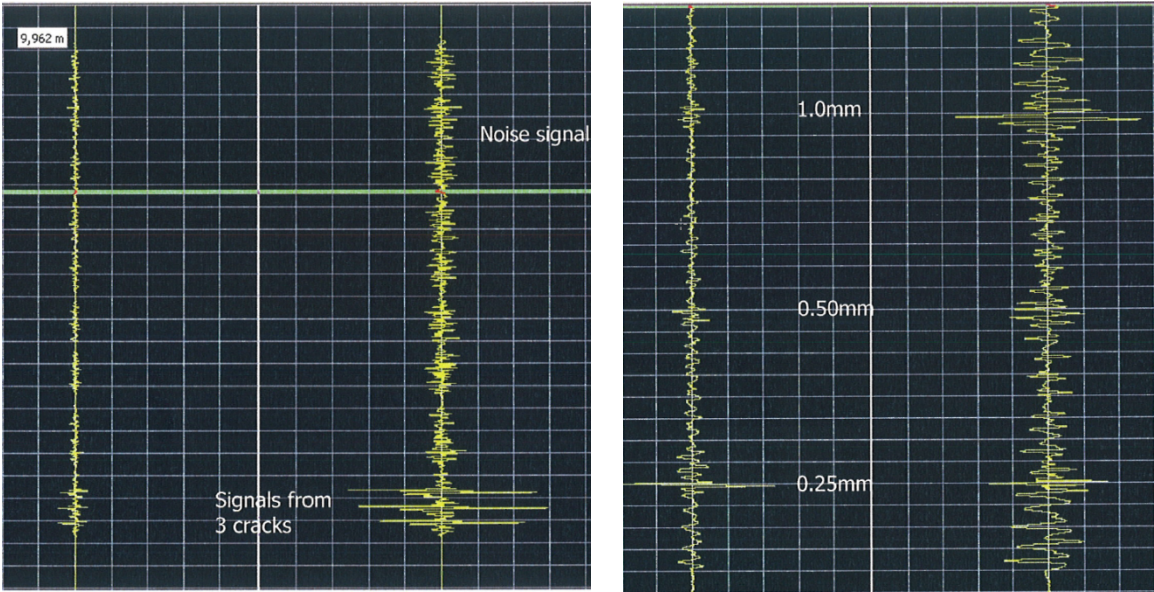 9,962 m
Noise signal
Signals from
3 cracks
1.0mm
0.50mm
0.25mm